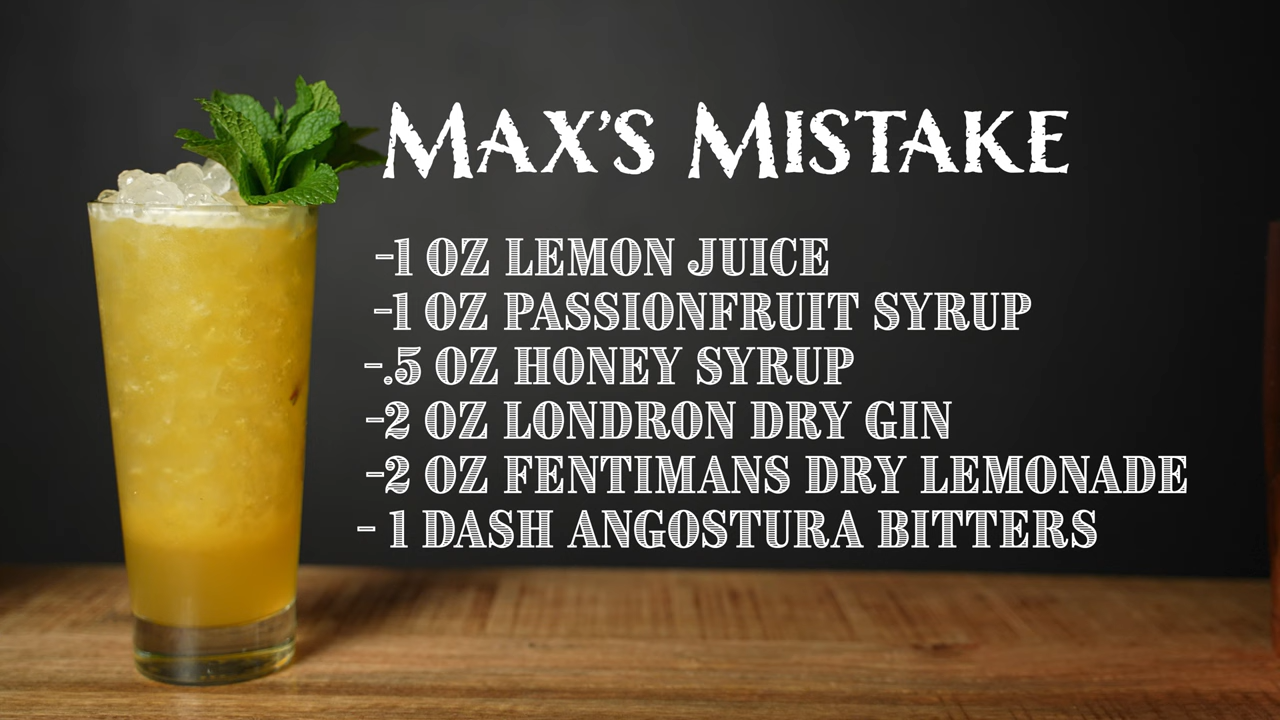 Max's Mistake
-1 oz Lemon Juice
-1 oz Passionfruit Syrup
-.5 oz Honey Syrup
-2 oz Londron Dry Gin
-2 oz Fentimans Dry Lemonade
- 1 Dash Angostura Bitters